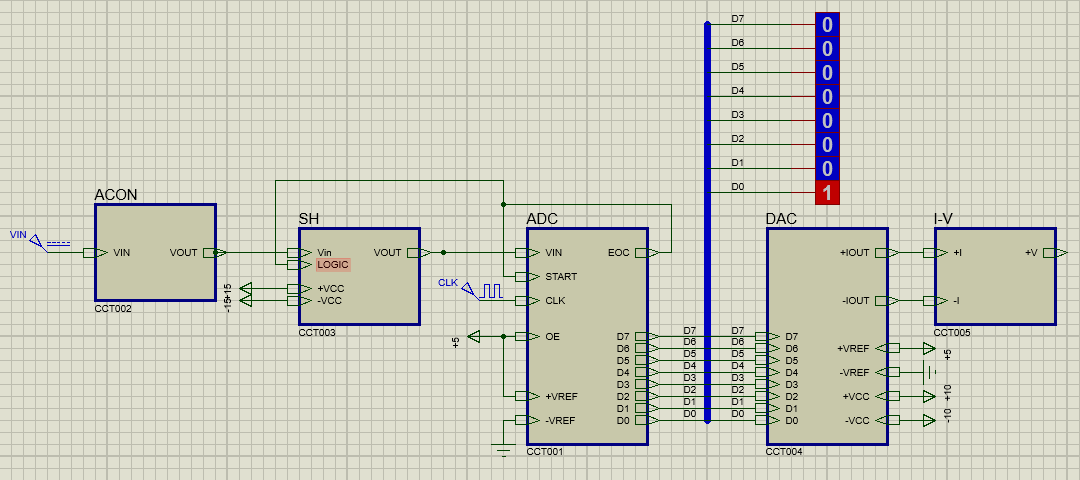 D7 0
D6 0
D5 0
D4 0
D3 0
D2 0
D1 0
D0 1
ACON
VIN
VIN VOUT
CCT002
SH
Vin VOUT
LOGIC
+VCC
-VCC
+15
-15
CCT003
ADC
VIN EOC
START
CLK
CLK
OE
+5
+VREF
-VREF
D7 D7 D7 D7
D6 D6 D6 D6
D5 D5 D5 D5
D4 D4 D4 D4
D3 D3 D3 D3
D2 D2 D2 D2
D1 D1 D1 D1
D0 D0 D0 D0
CCT001
DAC
+IOUT
-IOUT
+VREF
-VREF
+VCC
-VCC
+5
+10
-10
CCT004
I-V
+I +V
-I
CCT005